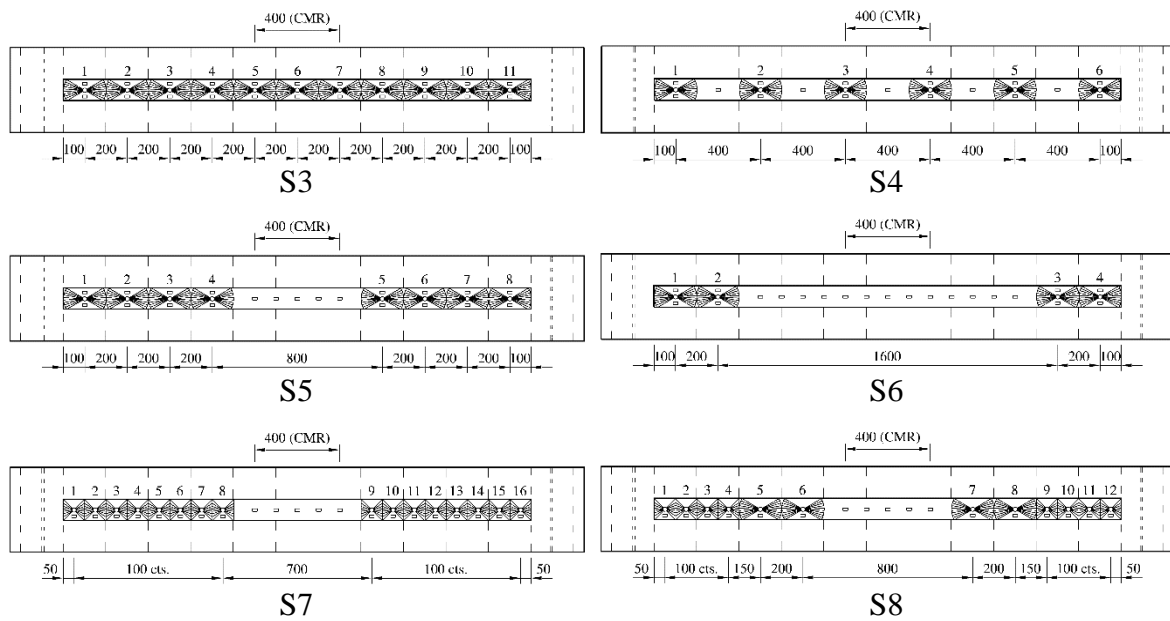 400 (CMR)
1 2 3 4 5 6 7 8 9 10 11
100 200 200 200 200 200 200 200 200 200 200 100
S3
400 (CMR)
1 2 3 4 5 6
100 400 400 400 400 400 100
S4
400 (CMR)
1 2 3 4 5 6 7 8
100 200 200 200 800 200 200 200 100
S5
400 (CMR)
1 2 3 4
100 200 1600 200 100
S6
400 (CMR)
1 2 3 4 5 6 7 8 9 10 11 12 13 14 15 16
50 100 cts. 700 100 cts. 50
S7
400 (CMR)
1 2 3 4 5 6 7 8 9 10 11 12
50 100 cts. 150 200 800 200 150 100 cts. 50
S8